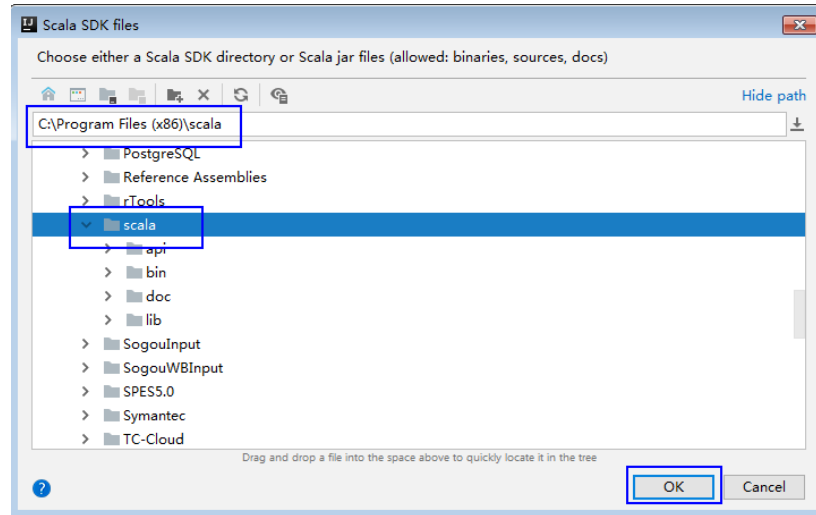 Scala SDK files
Choose either a Scala SDK directory or Scala jar files (allowed: binaries, sources, docs)
Hide path
C:\Program Files (x86)\scala
PostgreSQL
Reference Assemblies
rTools
scala
api
bin
doc
lib
SogouInput
SogouWBInput
SPES5.0
Symantec
TC-Cloud
Drag and drop a file into the space above to quickly locate it in the tree
? OK Cancel